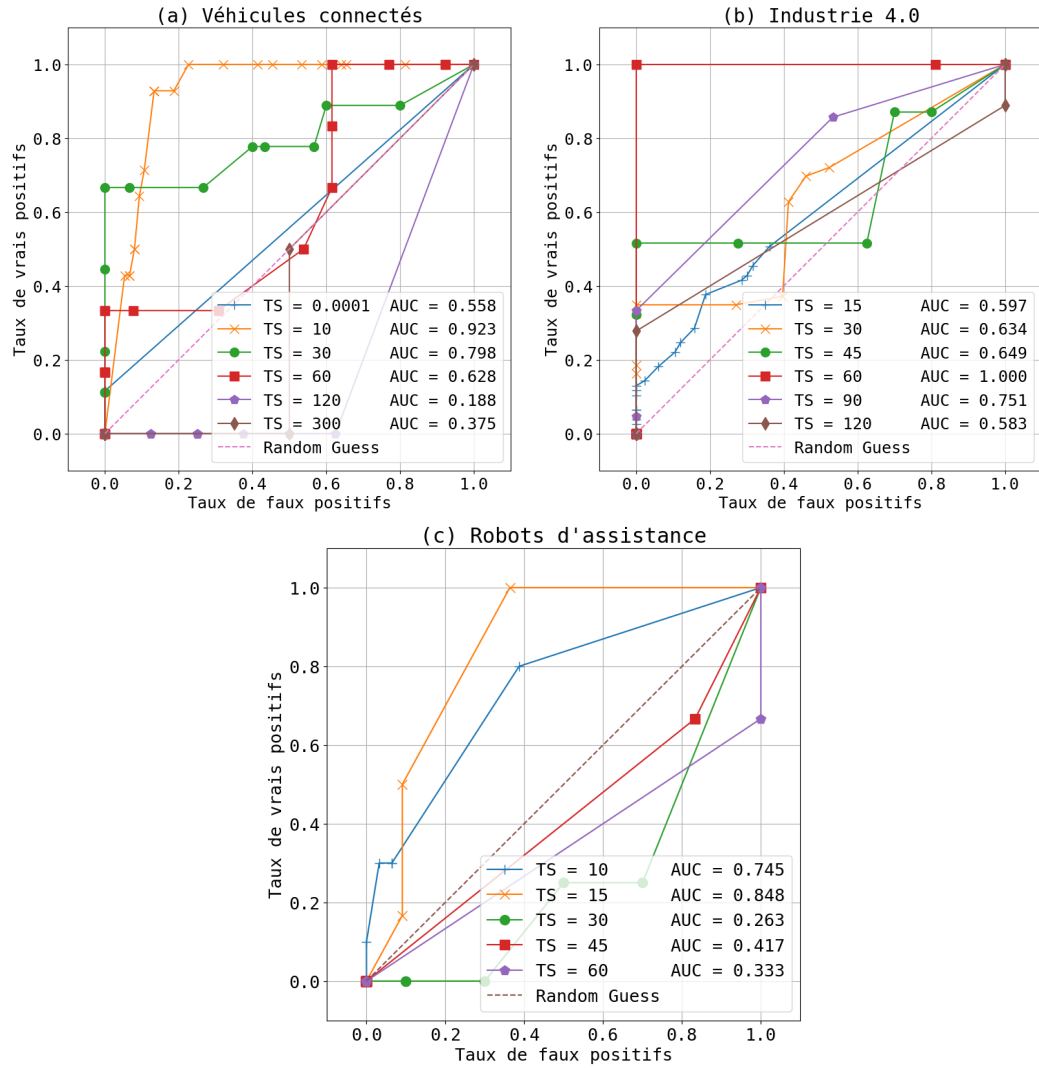 (a) Véhicules connectés
1.0
0.8
0.6
0.4
0.2
0.0
Taux de vrais positifs
0.0 0.2 0.4 0.6 0.8 1.0
Taux de faux positifs
TS = 0.0001 AUC = 0.558
TS = 10 AUC = 0.923
TS = 30 AUC = 0.798
TS = 60 AUC = 0.628
TS = 120 AUC = 0.188
TS = 300 AUC = 0.375
Random Guess
(b) Industrie 4.0
1.0
0.8
0.6
0.4
0.2
0.0
Taux de vrais positifs
0.0 0.2 0.4 0.6 0.8 1.0
Taux de faux positifs
TS = 15 AUC = 0.597
TS = 30 AUC = 0.634
TS = 45 AUC = 0.649
TS = 60 AUC = 1.000
TS = 90 AUC = 0.751
TS = 120 AUC = 0.583
Random Guess
(c) Robots d'assistance
1.0
0.8
0.6
0.4
0.2
0.0
Taux de vrais positifs
0.0 0.2 0.4 0.6 0.8 1.0
Taux de faux positifs
TS = 10 AUC = 0.745
TS = 15 AUC = 0.848
TS = 30 AUC = 0.263
TS = 45 AUC = 0.417
TS = 60 AUC = 0.333
Random Guess